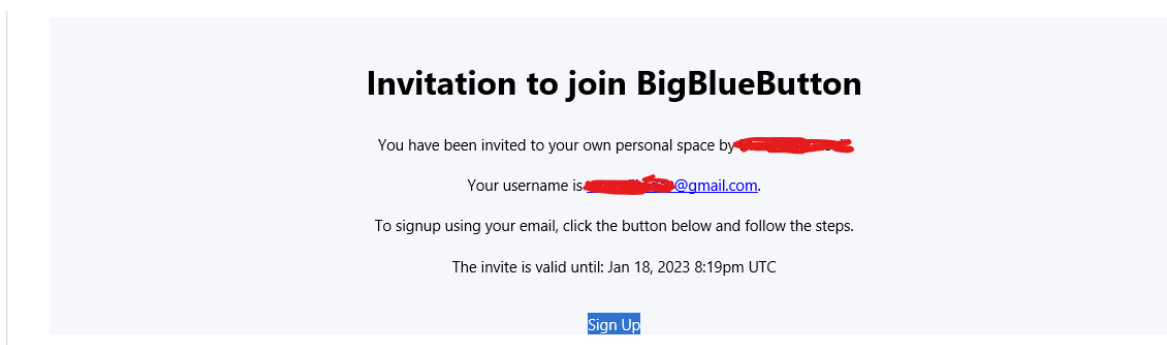 Invitation to join BigBlueButton
You have been invited to your own personal space by
Your username is @gmail.com.
To signup using your email, click the button below and follow the steps.
The invite is valid until: Jan 18, 2023 8:19pm UTC
Sign Up